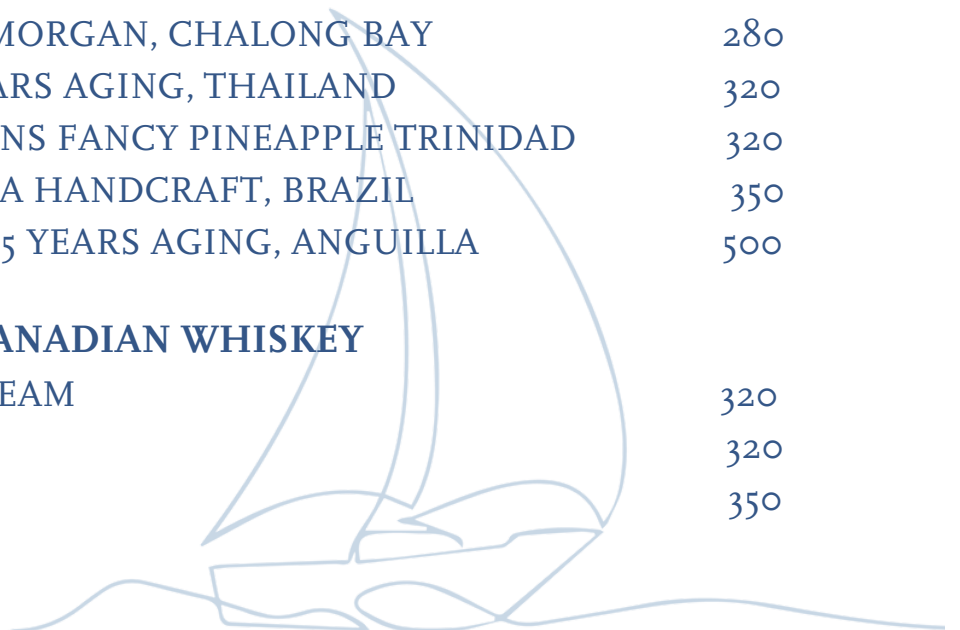 MORGAN, CHALONG BAY 280
ARS AGING, THAILAND 320
NS FANCY PINEAPPLE TRINIDAD 320
A HANDCRAFT, BRAZIL 350
5 YEARS AGING, ANGUILLA 500
ANADIAN WHISKEY
EAM 320
320
350